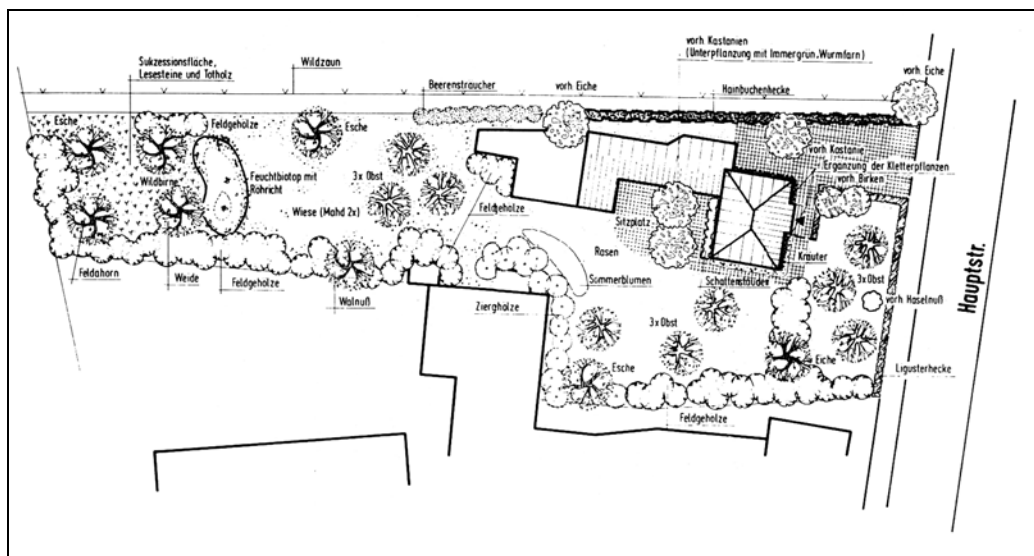 vorh Kastanien
(Unterpflanzung mit Immergrün, Wurmfarn)
Sukzessionsfläche,
Lesesteine und Totholz
Wildzaun
vorh. Eiche
Beerensträucher
vorh Eiche
Hainbuchenhecke
Esche
Feldgehölze
Esche
vorh Kastanie
Ergänzung der Kletterpflanzen
vorh. Birken
Wildbirne
Feuchtbiotop mit
Röhricht
3x Obst
Wiese (Mahd 2x)
Feldgehölze
Sitzplatz
Rasen
Kräuter
Sommerblumen
Schattenstauden
3x Obst
vorh Haselnuß
Feldahorn
Weide
Feldgehölze
Walnuß
Ziergehölze
3x Obst
Esche
Eiche
Ligusterhecke
Feldgehölze
Hauptstr.